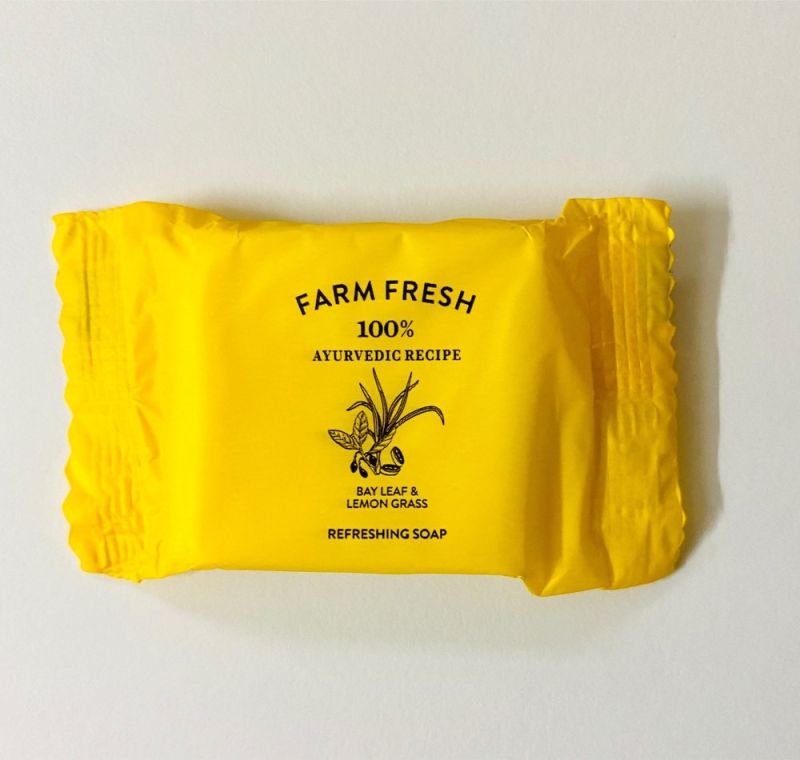 FARM FRESH
100%
AYURVEDIC RECIPE
BAY LEAF &
LEMON GRASS
REFRESHING SOAP